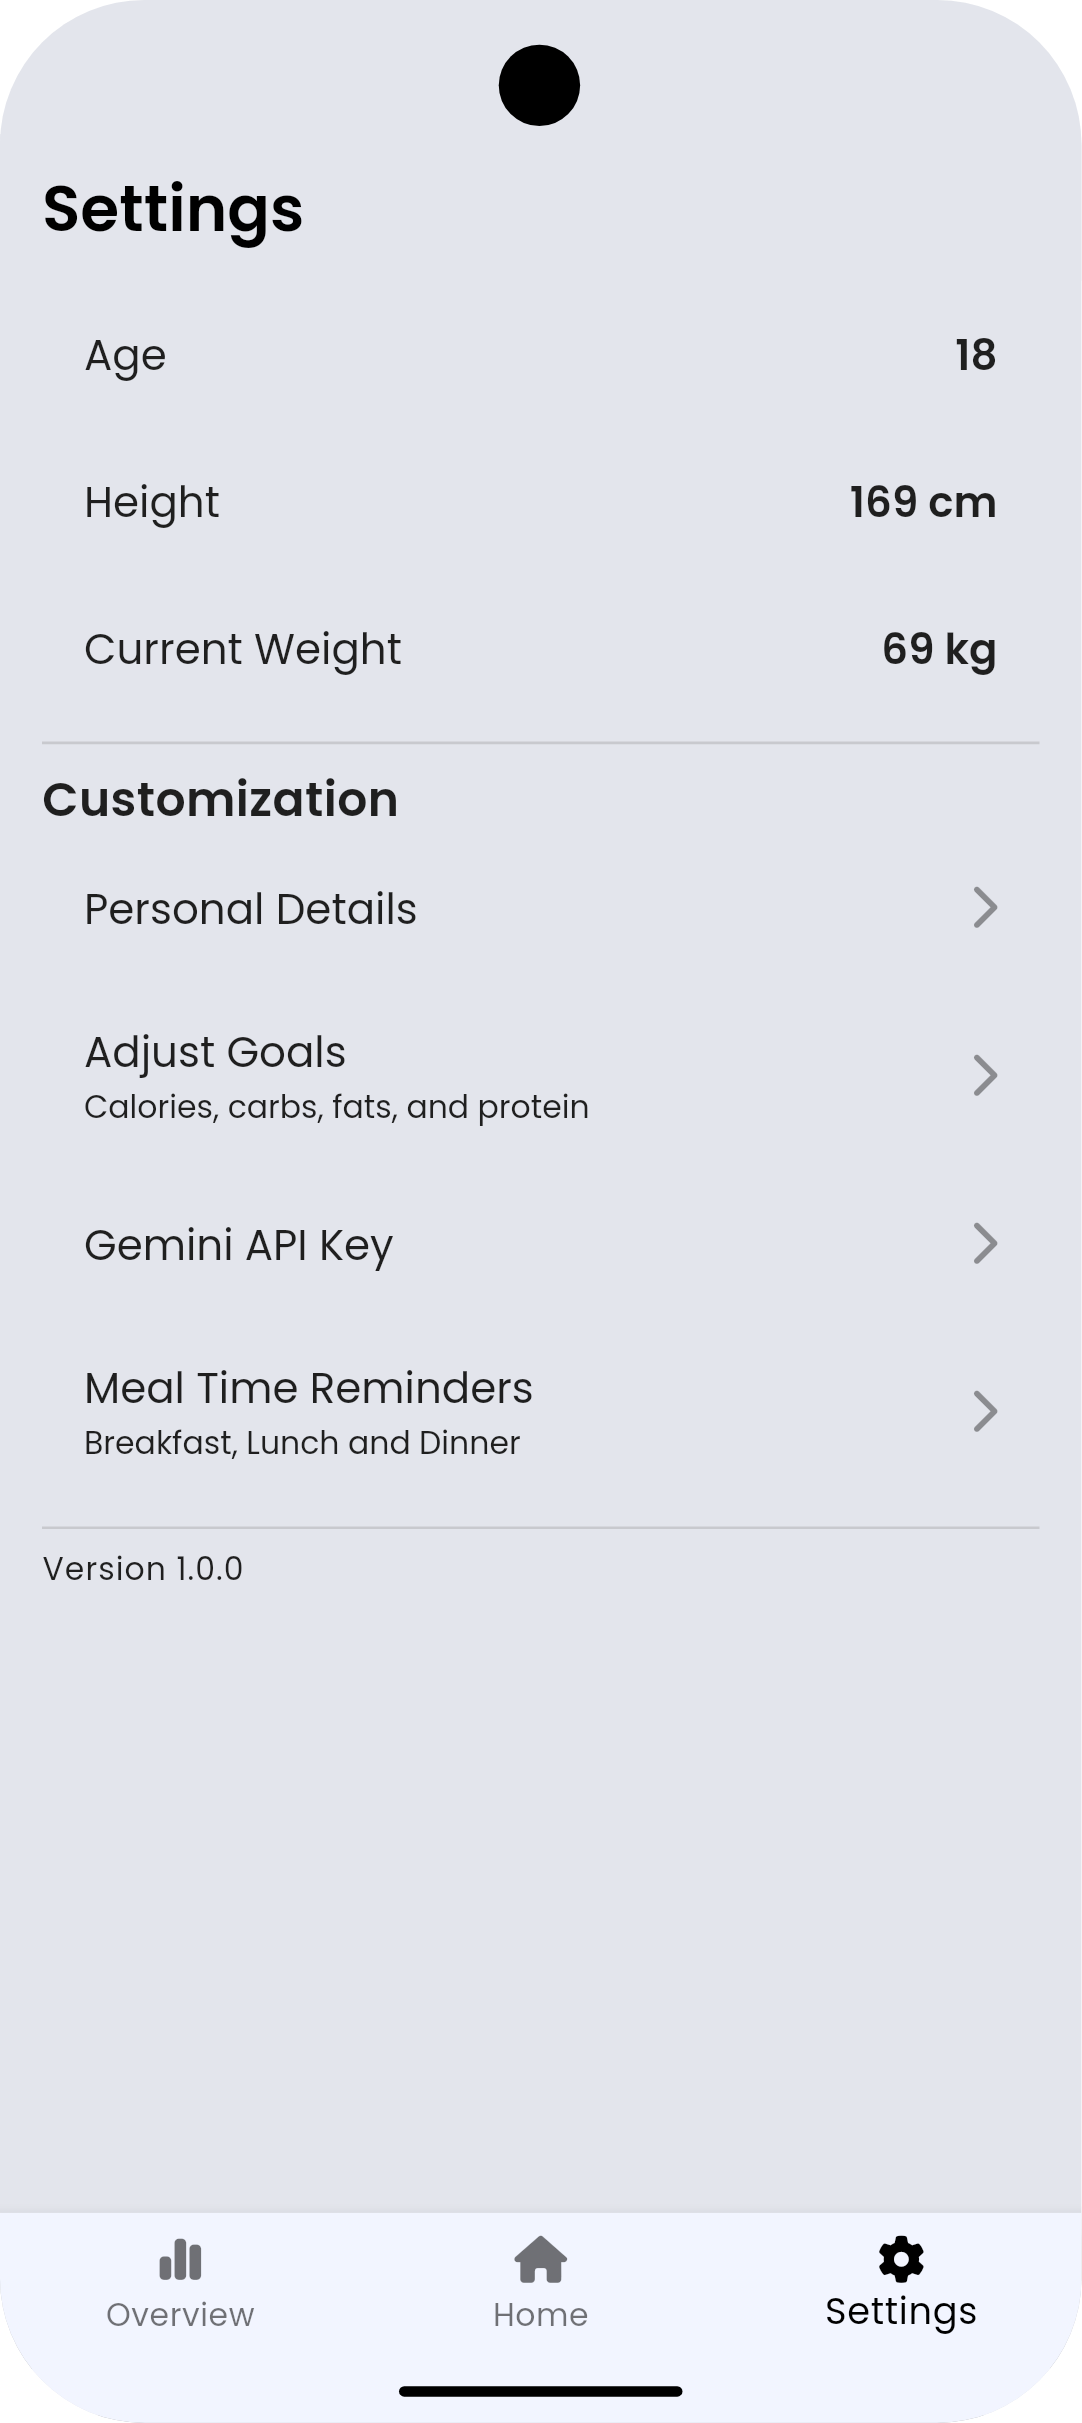 Settings
Age 18
Height 169 cm
Current Weight 69 kg
Customization
Personal Details
Adjust Goals
Calories, carbs, fats, and protein
Gemini API Key
Meal Time Reminders
Breakfast, Lunch and Dinner
Version 1.0.0
Overview Home Settings